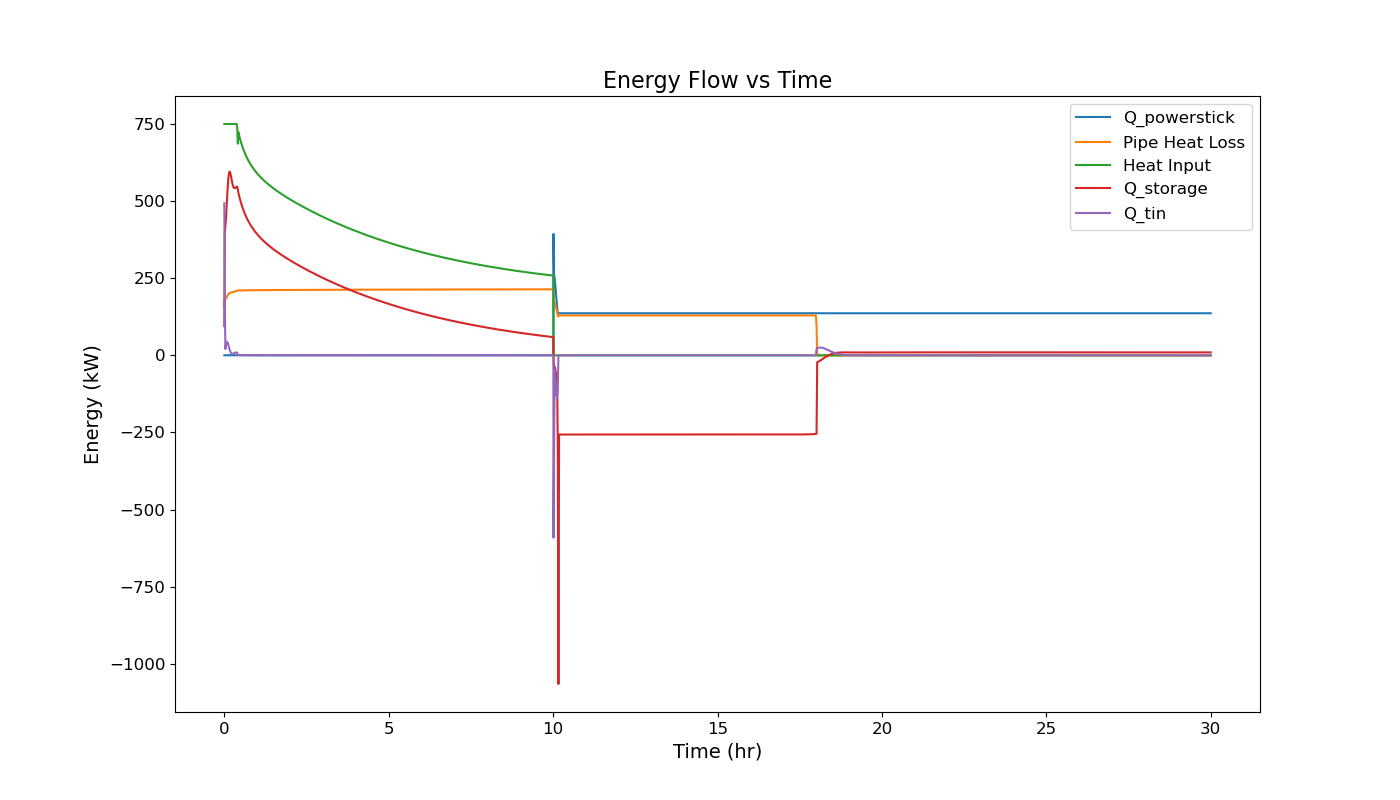 Energy Flow vs Time
Energy (kW)
750
500
250
0
−250
−500
−750
−1000
Q_powerstick
Pipe Heat Loss
Heat Input
Q_storage
Q_tin
0 5 10 15 20 25 30
Time (hr)